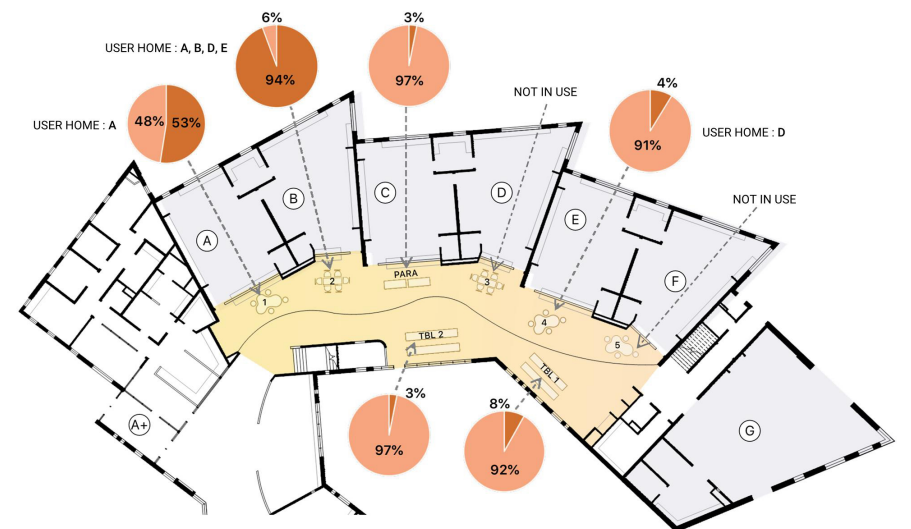 6%
3%
USER HOME : A, B, D, E
94%
97%
NOT IN USE
4%
USER HOME : A
48%
53%
91%
USER HOME : D
NOT IN USE
A
B
C
D
E
F
PARA
1
2
3
4
5
TBL 2
TBL 1
3%
97%
8%
92%
A+
G